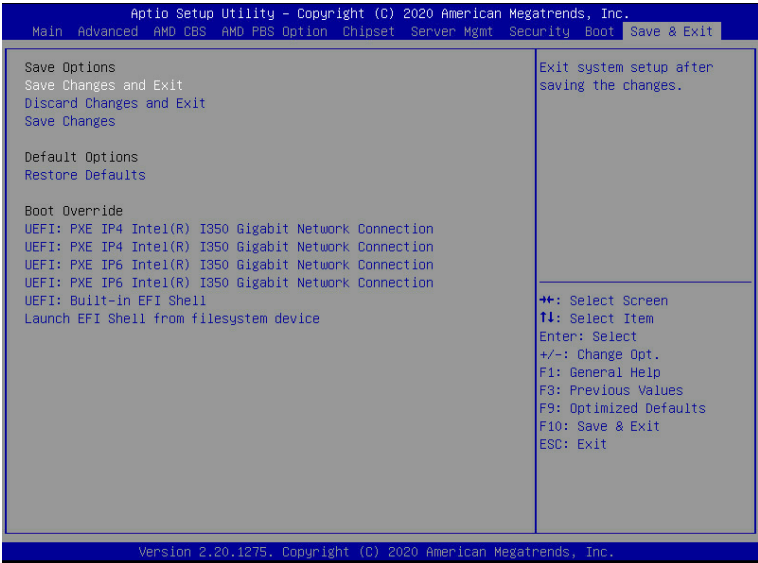 Aptio Setup Utility – Copyright (C) 2020 American Megatrends, Inc.
Main Advanced AMD CBS AMD PBS Option Chipset Server Mgmt Security Boot Save & Exit
Save Options
Save Changes and Exit
Discard Changes and Exit
Save Changes
Default Options
Restore Defaults
Boot Override
UEFI: PXE IP4 Intel(R) I350 Gigabit Network Connection
UEFI: PXE IP4 Intel(R) I350 Gigabit Network Connection
UEFI: PXE IP6 Intel(R) I350 Gigabit Network Connection
UEFI: PXE IP6 Intel(R) I350 Gigabit Network Connection
UEFI: Built-in EFI Shell
Launch EFI Shell from filesystem device
Exit system setup after
saving the changes.
→←: Select Screen
↑↓: Select Item
Enter: Select
+/-: Change Opt.
F1: General Help
F3: Previous Values
F9: Optimized Defaults
F10: Save & Exit
ESC: Exit
Version 2.20.1275. Copyright (C) 2020 American Megatrends, Inc.